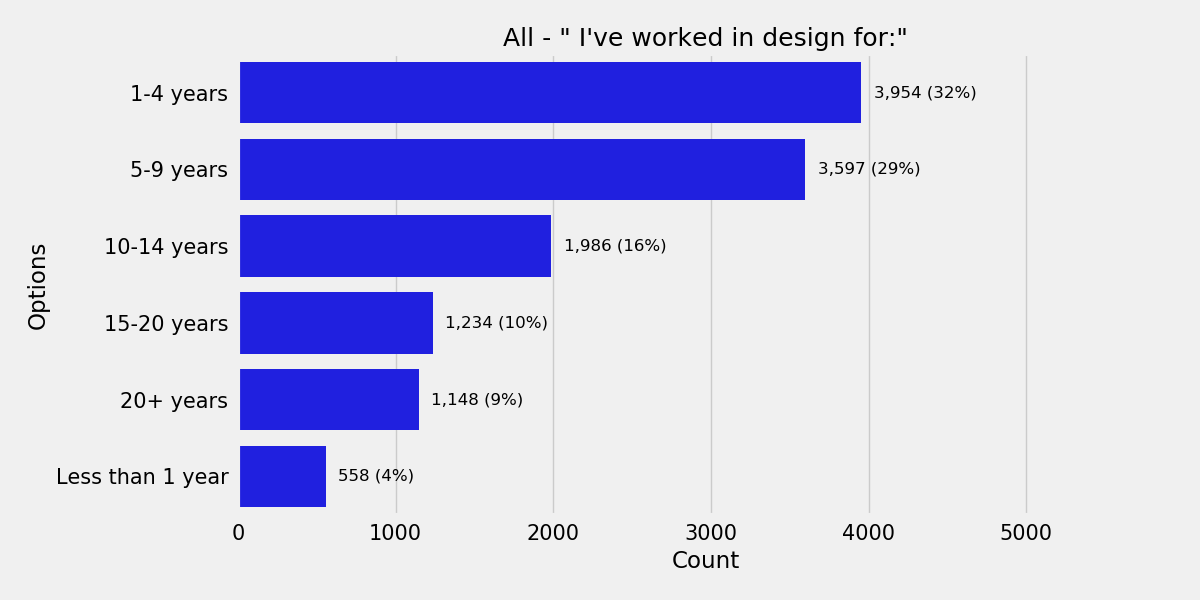 All - " I've worked in design for:"
1-4 years
3,954 (32%)
5-9 years
3,597 (29%)
10-14 years
1,986 (16%)
15-20 years
1,234 (10%)
20+ years
1,148 (9%)
Less than 1 year
558 (4%)
Options
0 1000 2000 3000 4000 5000
Count